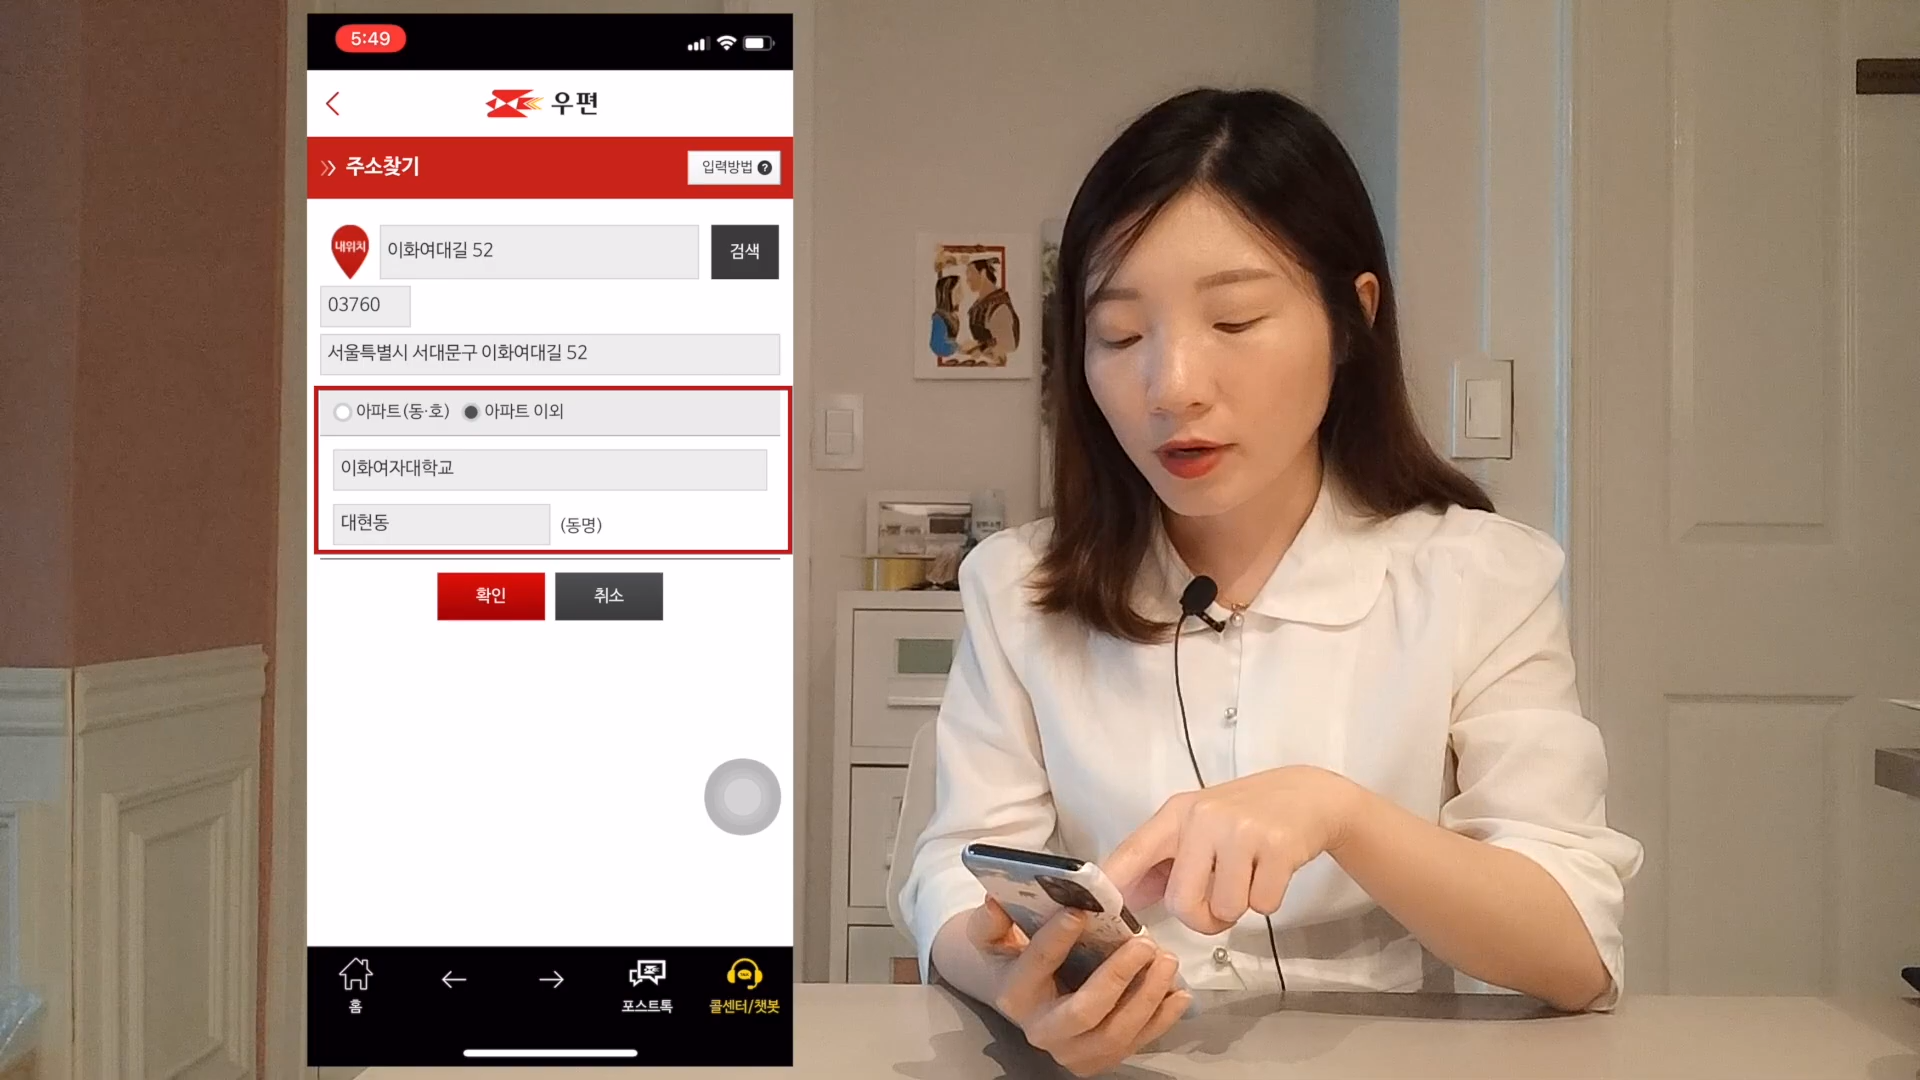 5:49
우편
주소찾기
입력방법 ?
내위치
이화여대길 52
검색
03760
서울특별시 서대문구 이화여대길 52
아파트(동·호) 아파트 이외
이화여자대학교
대현동 (동명)
확인 취소
홈
포스트톡
콜센터/챗봇